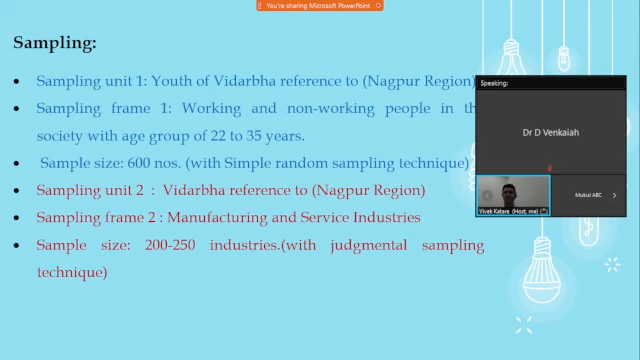 You're sharing Microsoft PowerPoint
Sampling:
• Sampling unit 1: Youth of Vidarbha reference to (Nagpur Region)
• Sampling frame 1: Working and non-working people in th
society with age group of 22 to 35 years.
• Sample size: 600 nos. (with Simple random sampling technique)
• Sampling unit 2 : Vidarbha reference to (Nagpur Region)
• Sampling frame 2 : Manufacturing and Service Industries
• Sample size: 200-250 industries.(with judgmental sampling
technique)
Speaking:
Dr D Venkaiah
Vivek Katare (Host, me)
Mukul ABC